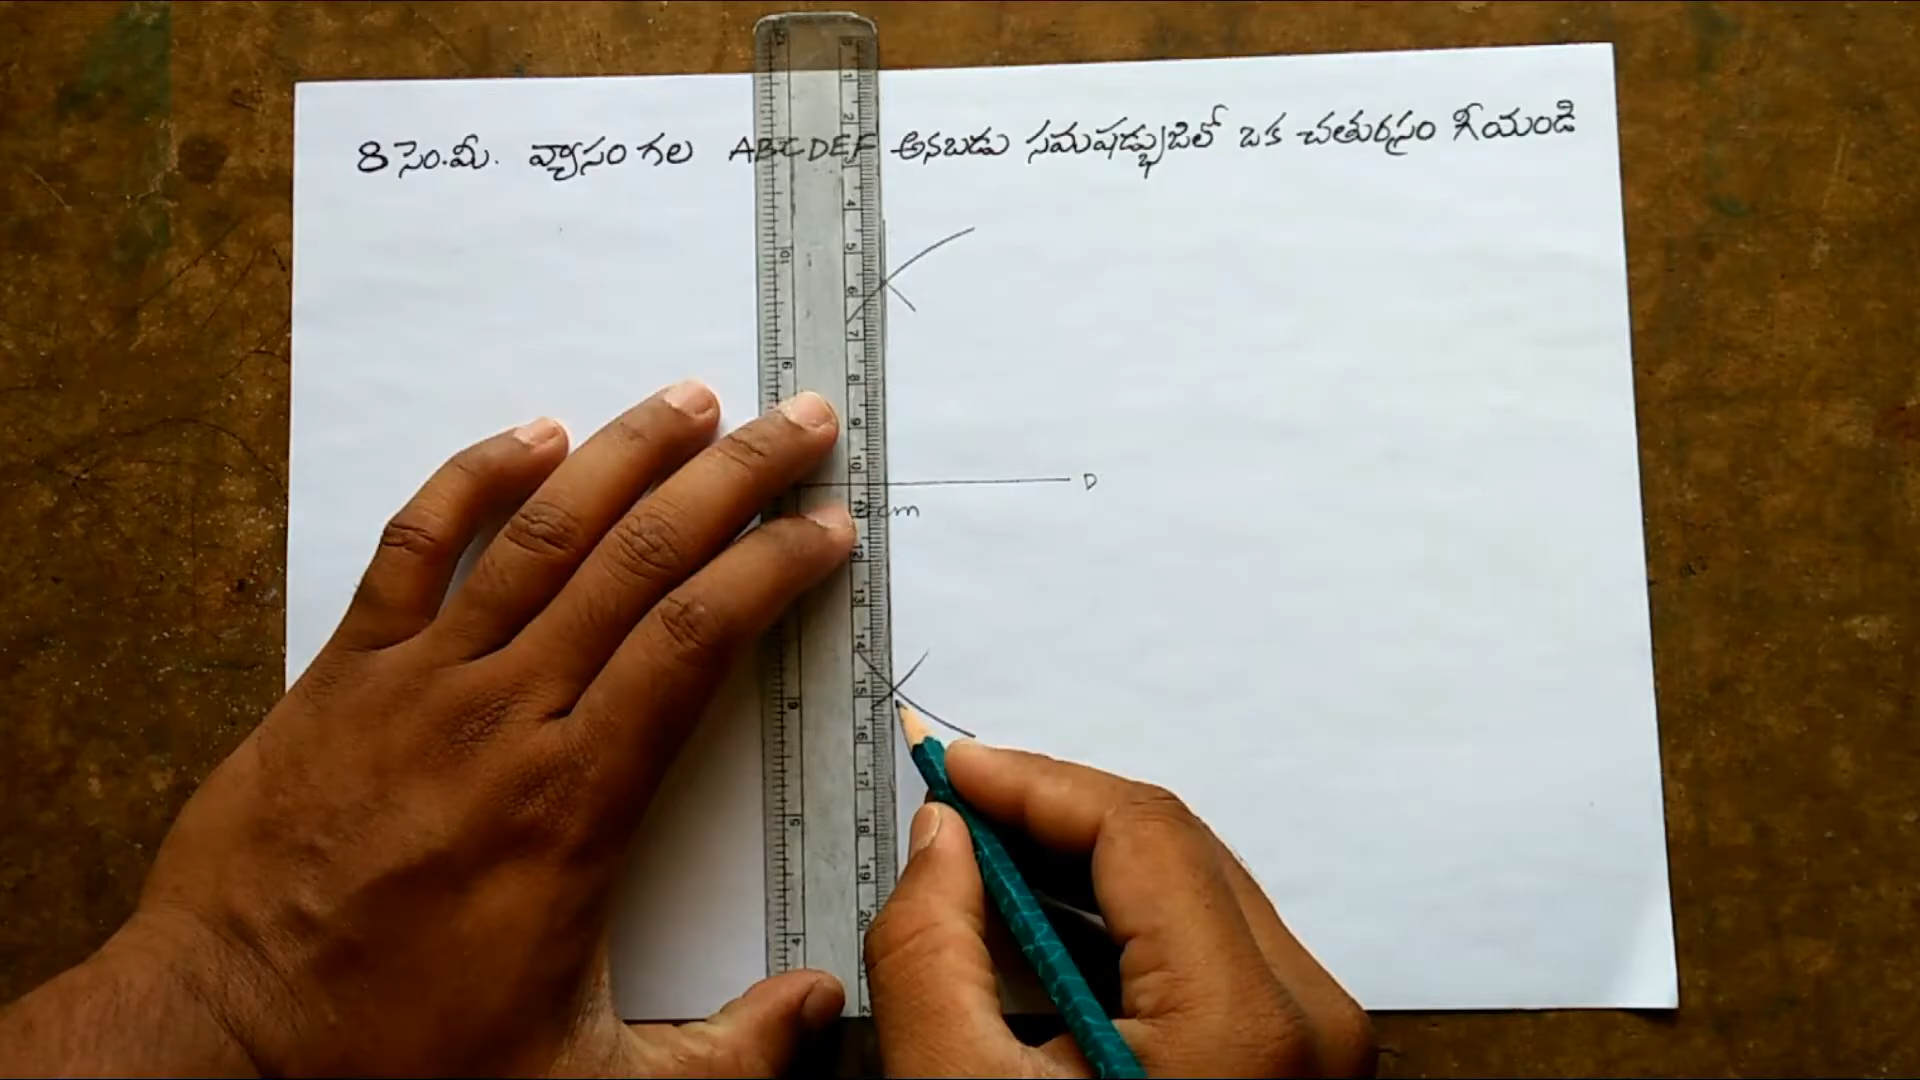 8 సెం.మీ. వ్యాసం గల ABCDEF అనబడు సమషడ్భుజిలో ఒక చతురస్రం గీయండి
D
cm